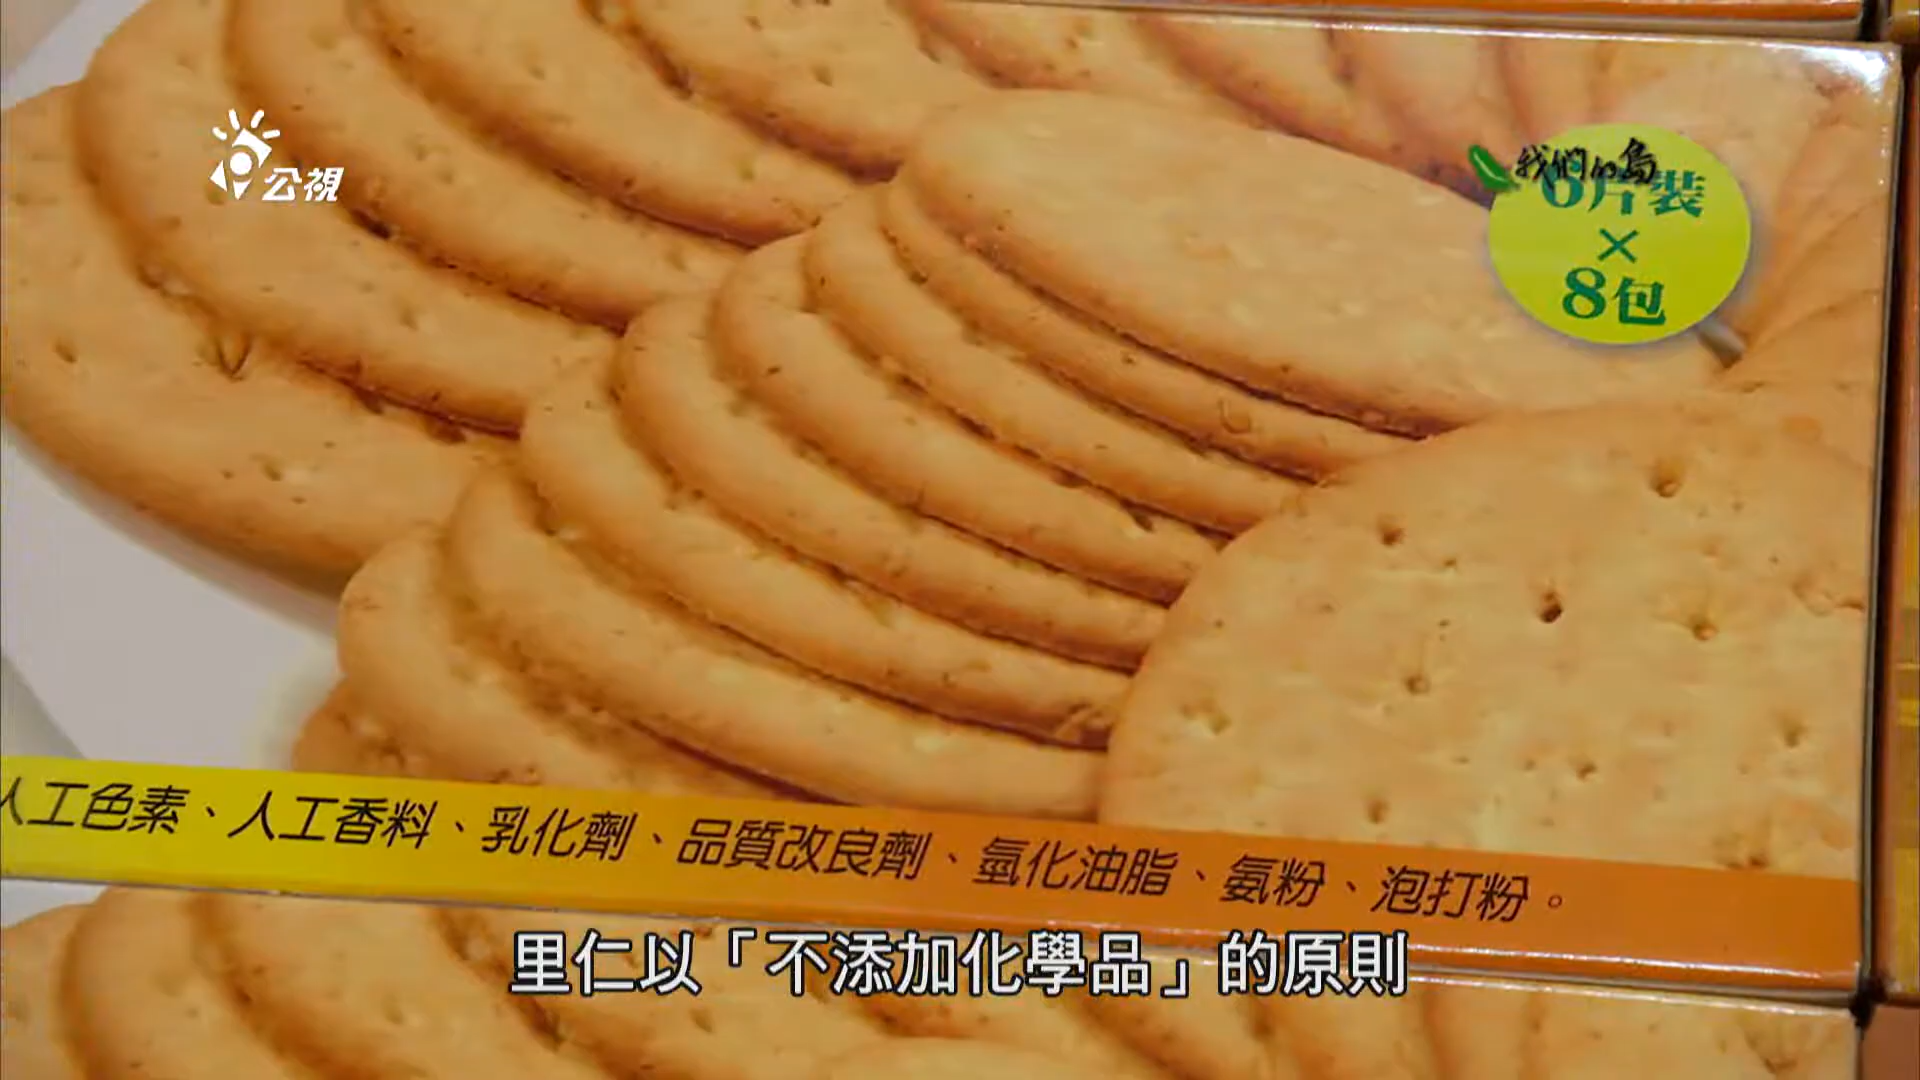 公視
我們的島
6片裝
×
8包
人工色素、人工香料、乳化劑、品質改良劑、氫化油脂、氨粉、泡打粉。
里仁以「不添加化學品」的原則